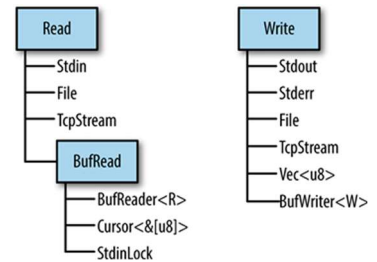 Read
Stdin
File
TcpStream
BufRead
BufReader<R>
Cursor<&[u8]>
StdinLock
Write
Stdout
Stderr
File
TcpStream
Vec<u8>
BufWriter<W>